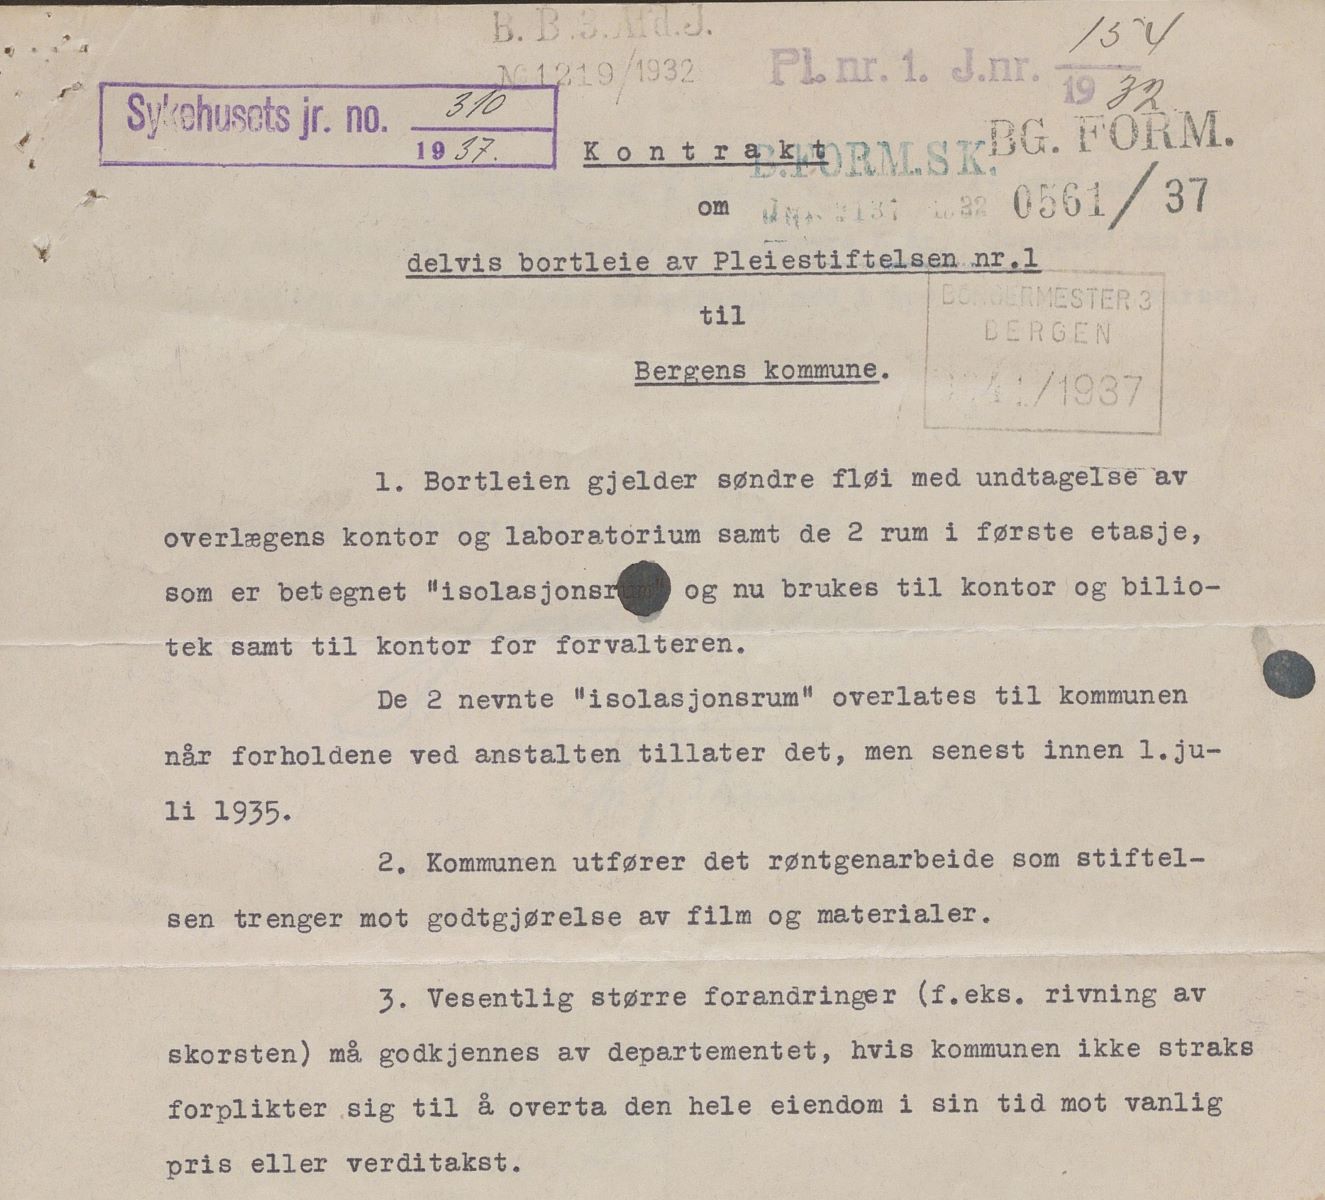 B. B. 3. Afd. J.
No 1219/1932
Pl. nr. 1. J.nr. 154
19 32
Sykehusets jr. no. 310
19 37.
BG. FORM.
0561/37
B.FORM.SK.
Kontrakt
om
delvis bortleie av Pleiestiftelsen nr.1
til
Bergens kommune.
BORGERMESTER 3
BERGEN
/1937
1. Bortleien gjelder søndre fløi med undtagelse av
overlægens kontor og laboratorium samt de 2 rum i første etasje,
som er betegnet "isolasjonsrum" og nu brukes til kontor og bilio-
tek samt til kontor for forvalteren.
De 2 nevnte "isolasjonsrum" overlates til kommunen
når forholdene ved anstalten tillater det, men senest innen 1.ju-
li 1935.
2. Kommunen utfører det røntgenarbeide som stiftel-
sen trenger mot godtgjørelse av film og materialer.
3. Vesentlig større forandringer (f.eks. rivning av
skorsten) må godkjennes av departementet, hvis kommunen ikke straks
forplikter sig til å overta den hele eiendom i sin tid mot vanlig
pris eller verditakst.